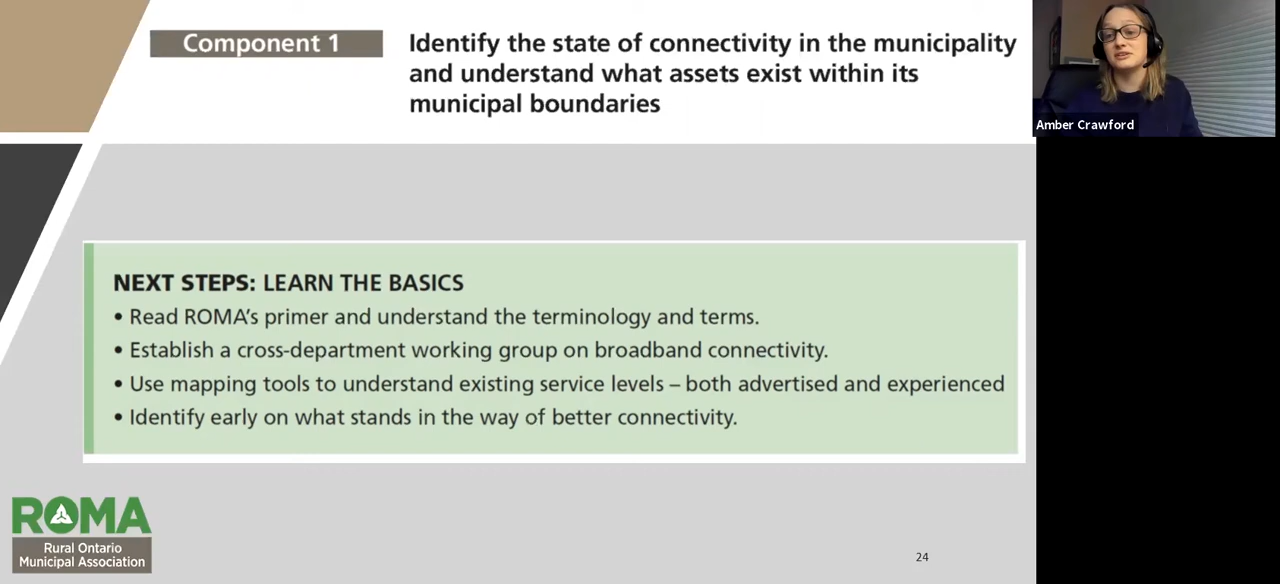 Component 1
Identify the state of connectivity in the municipality
and understand what assets exist within its
municipal boundaries
Amber Crawford
NEXT STEPS: LEARN THE BASICS
• Read ROMA's primer and understand the terminology and terms.
• Establish a cross-department working group on broadband connectivity.
• Use mapping tools to understand existing service levels – both advertised and experienced
• Identify early on what stands in the way of better connectivity.
ROMA
Rural Ontario
Municipal Association
24